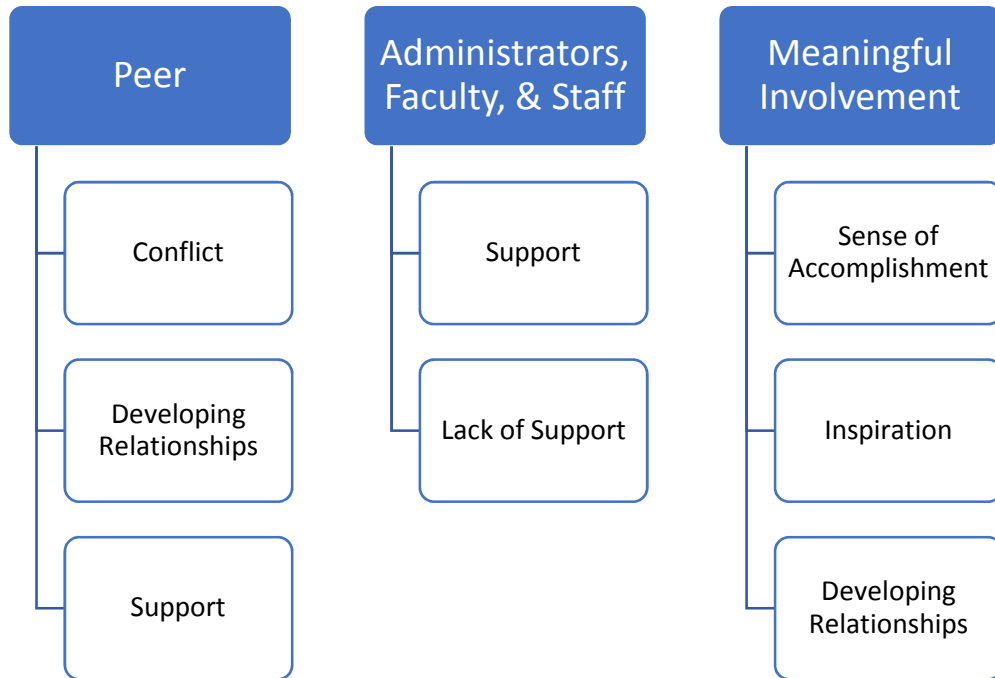 Peer
Conflict
Developing
Relationships
Support
Administrators,
Faculty, & Staff
Support
Lack of Support
Meaningful
Involvement
Sense of
Accomplishment
Inspiration
Developing
Relationships